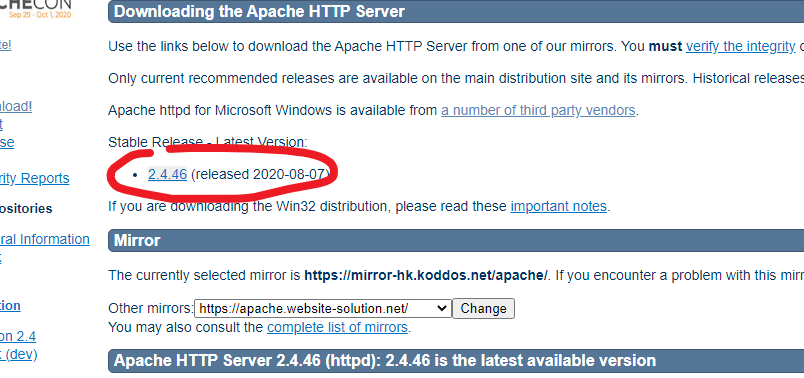 CHECON
Sep 29 - Oct 1, 2020
Downloading the Apache HTTP Server
Use the links below to download the Apache HTTP Server from one of our mirrors. You must verify the integrity
Only current recommended releases are available on the main distribution site and its mirrors. Historical releases
Apache httpd for Microsoft Windows is available from a number of third party vendors.
Stable Release - Latest Version:
2.4.46 (released 2020-08-07)
If you are downloading the Win32 distribution, please read these important notes.
rity Reports
ositories
ral Information
Mirror
The currently selected mirror is https://mirror-hk.koddos.net/apache/. If you encounter a problem with this mirr
Other mirrors: https://apache.website-solution.net/ Change
You may also consult the complete list of mirrors.
tion
on 2.4
(dev)
Apache HTTP Server 2.4.46 (httpd): 2.4.46 is the latest available version